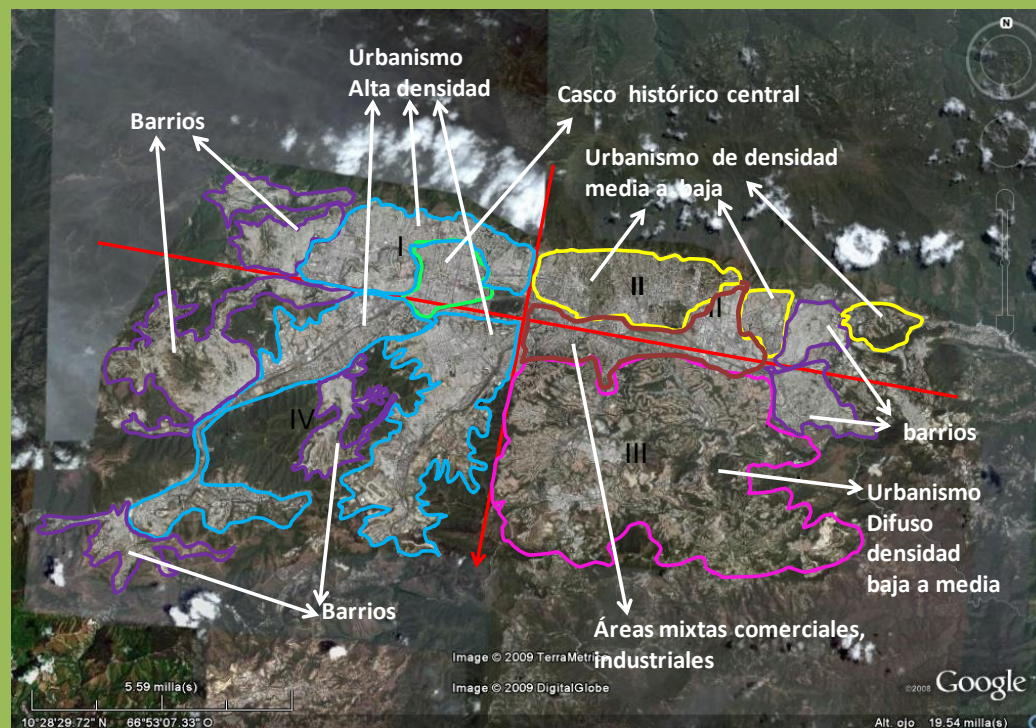 N
Urbanismo
Alta densidad
Casco histórico central
Barrios
Urbanismo de densidad
media a baja
I
II
II
IV
III
barrios
Urbanismo
Difuso
densidad
baja a media
Barrios
Áreas mixtas comerciales,
industriales
Image © 2009 TerraMetrics
Image © 2009 DigitalGlobe
5.59 milla(s)
©2008 Google
10°28'29.72" N 66°53'07.33" O
Alt. ojo 19.54 milla(s)